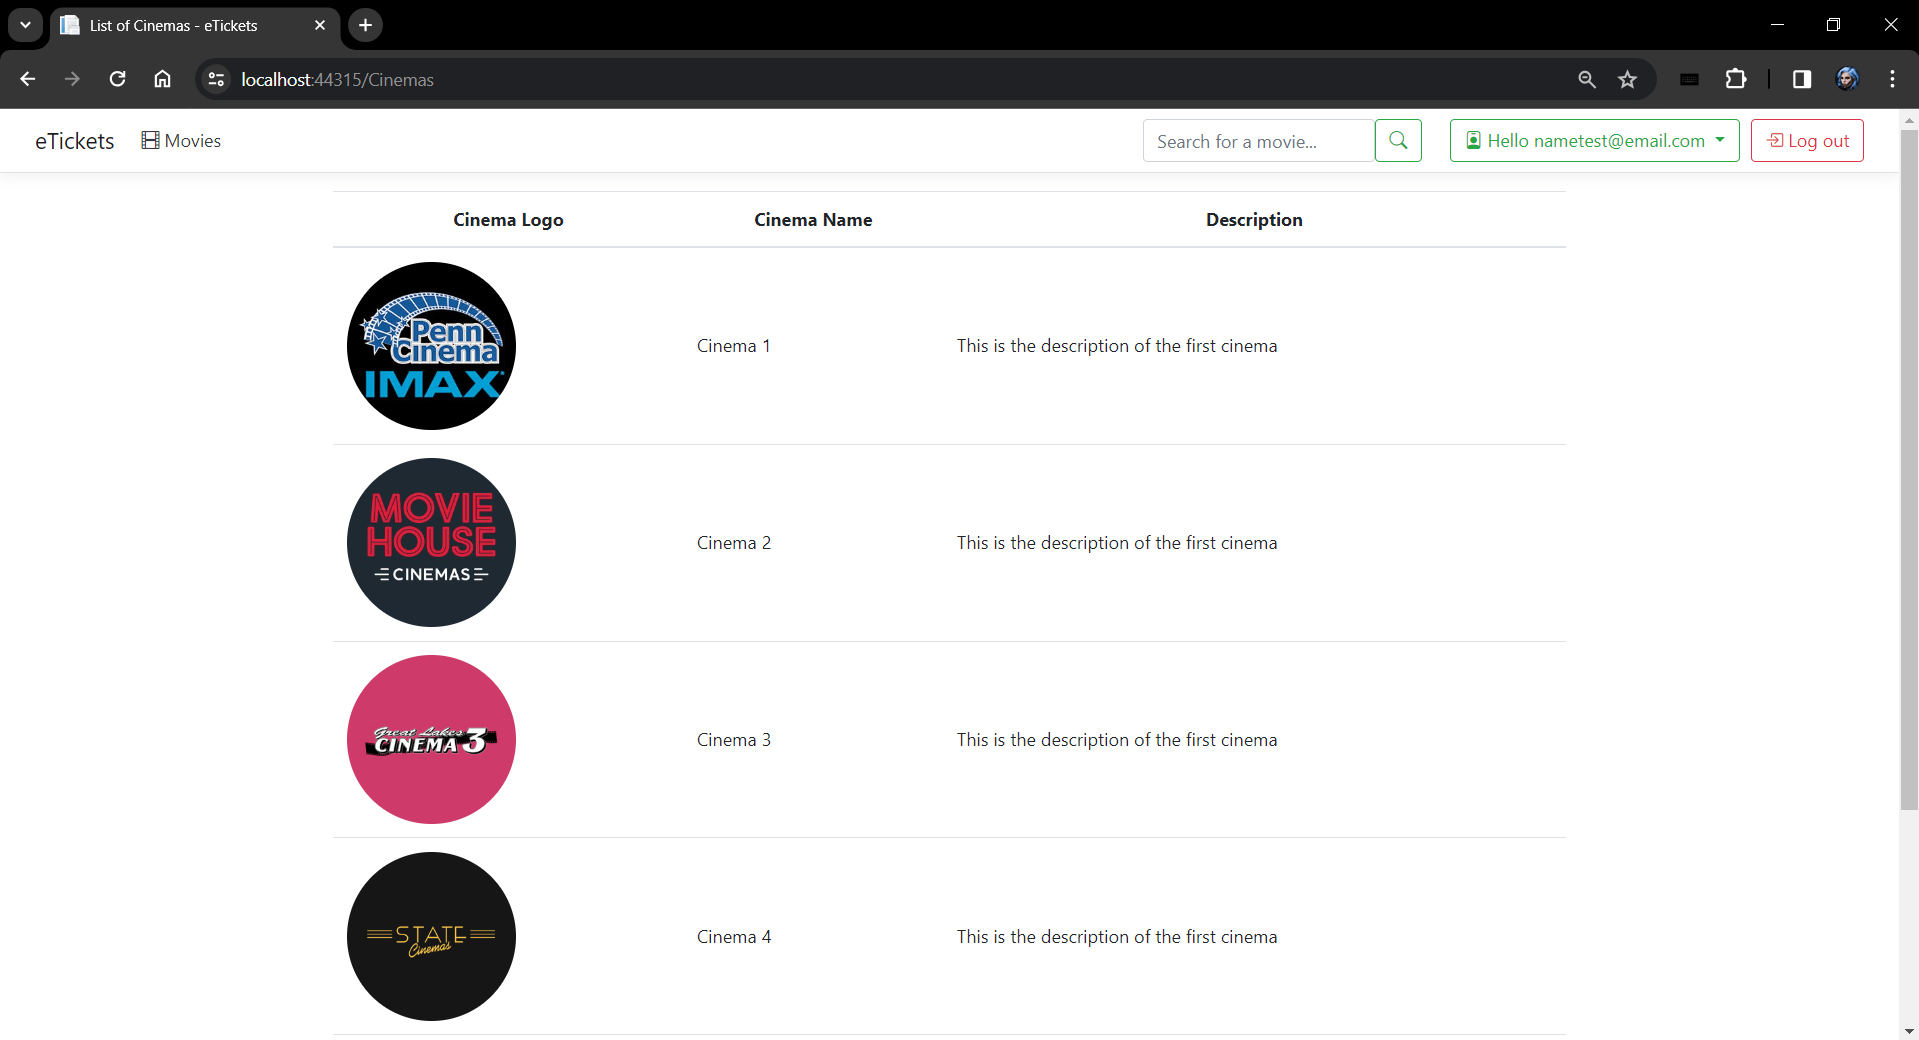 List of Cinemas - eTickets
localhost:44315/Cinemas
eTickets Movies Search for a movie... Hello nametest@email.com Log out
Cinema Logo Cinema Name Description
Penn
Cinema
IMAX
Cinema 1 This is the description of the first cinema
MOVIE
HOUSE
CINEMAS
Cinema 2 This is the description of the first cinema
Great Lakes
CINEMA 3
Cinema 3 This is the description of the first cinema
STATE
Cinemas
Cinema 4 This is the description of the first cinema